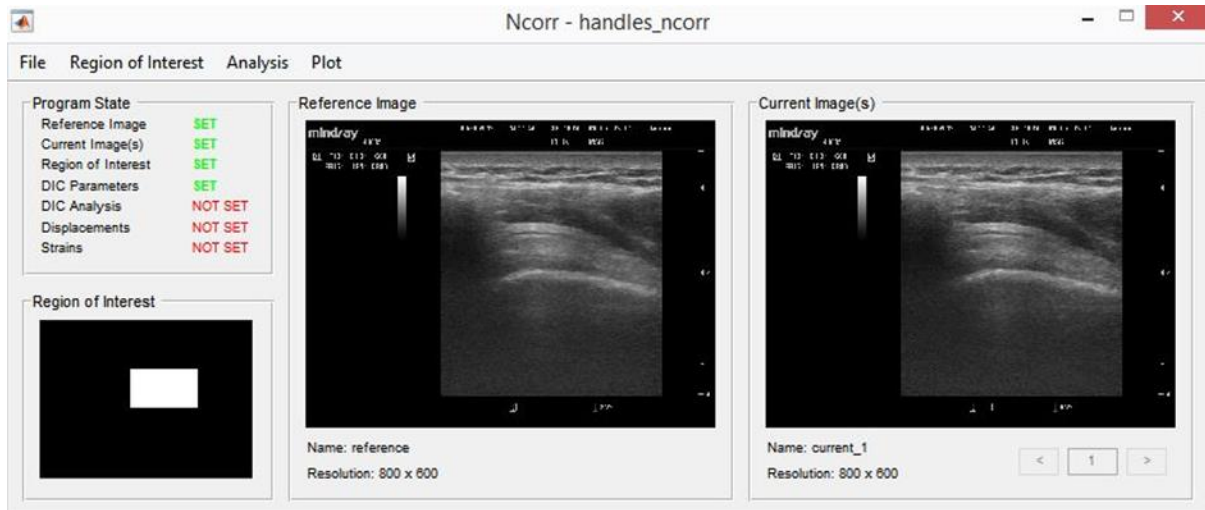 Ncorr - handles_ncorr
File Region of Interest Analysis Plot
Program State
Reference Image SET
Current Image(s) SET
Region of Interest SET
DIC Parameters SET
DIC Analysis NOT SET
Displacements NOT SET
Strains NOT SET
Region of Interest
Reference Image
mindray
Name: reference
Resolution: 800 x 600
Current Image(s)
mindray
Name: current_1
Resolution: 800 x 600
< 1 >